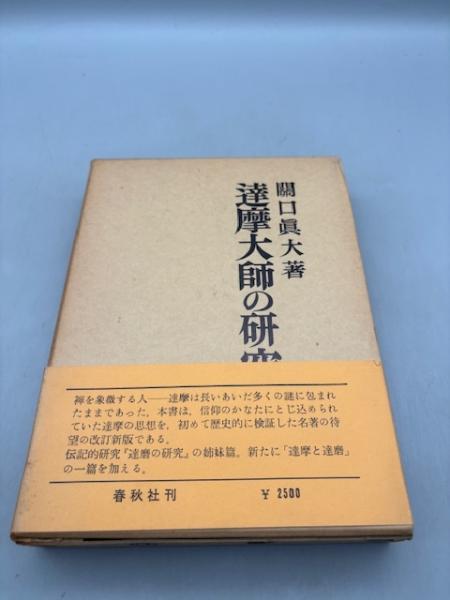 關口眞大著
達摩大師の研究
禅を象徴する人――達摩は長いあいだ多くの謎に包まれ
たままであった。本書は、信仰のかなたにとじ込められ
ていた達摩の思想を、初めて歴史的に検証した名著の待
望の改訂新版である。
伝記的研究『達磨の研究』の姉妹篇。新たに「達摩と達磨」
の一篇を加える。
春秋社刊 ¥ 2500